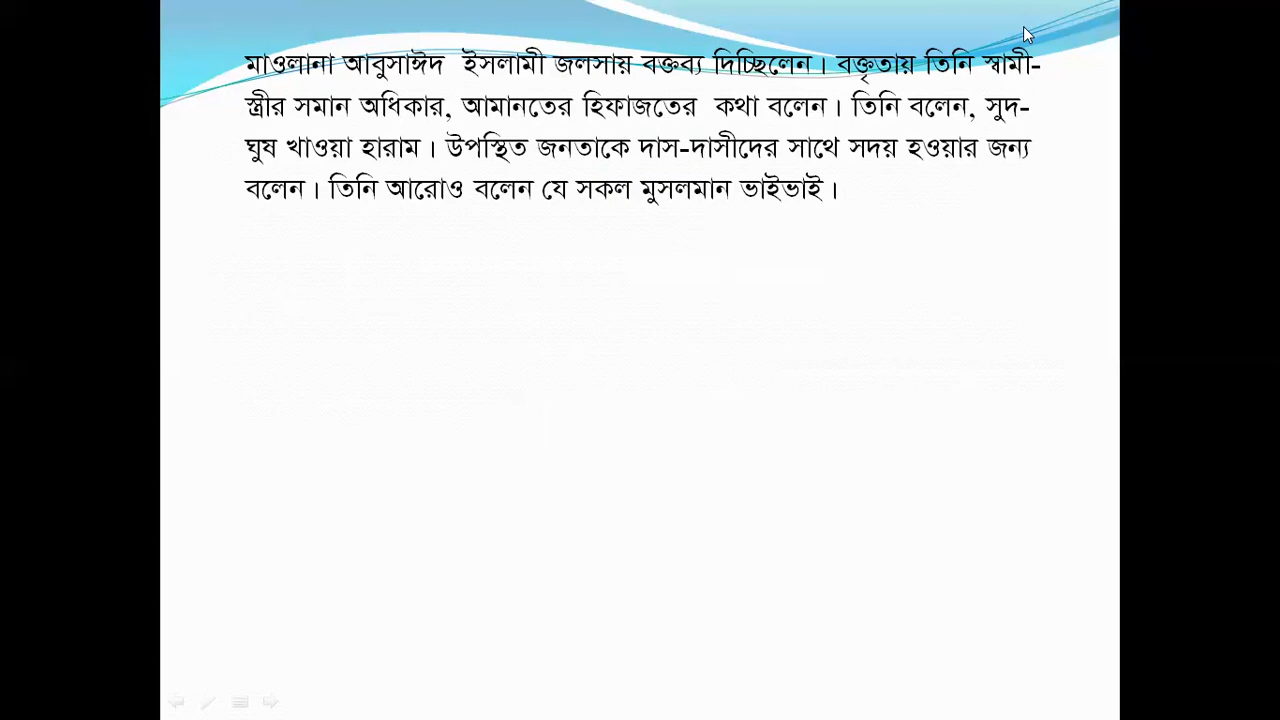 মাওলানা আবুসাঈদ ইসলামী জলসায় বক্তব্য দিচ্ছিলেন। বক্তৃতায় তিনি স্বামী-
স্ত্রীর সমান অধিকার, আমানতের হিফাজতের কথা বলেন। তিনি বলেন, সুদ-
ঘুষ খাওয়া হারাম। উপস্থিত জনতাকে দাস-দাসীদের সাথে সদয় হওয়ার জন্য
বলেন। তিনি আরোও বলেন যে সকল মুসলমান ভাইভাই।